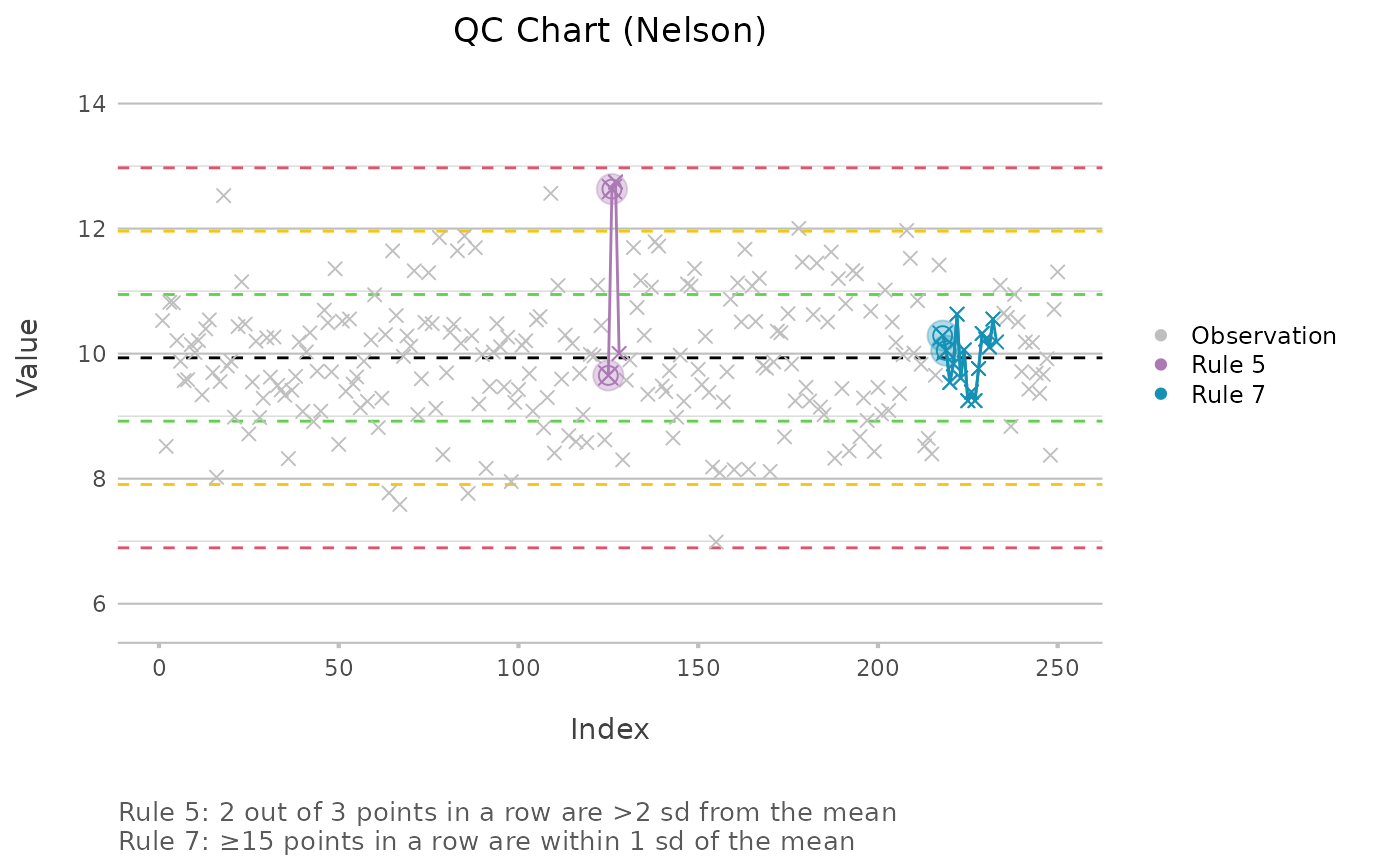 QC Chart (Nelson)
14
12
10
8
6
Value
0 50 100 150 200 250
Index
Observation
Rule 5
Rule 7
Rule 5: 2 out of 3 points in a row are >2 sd from the mean
Rule 7: ≥15 points in a row are within 1 sd of the mean